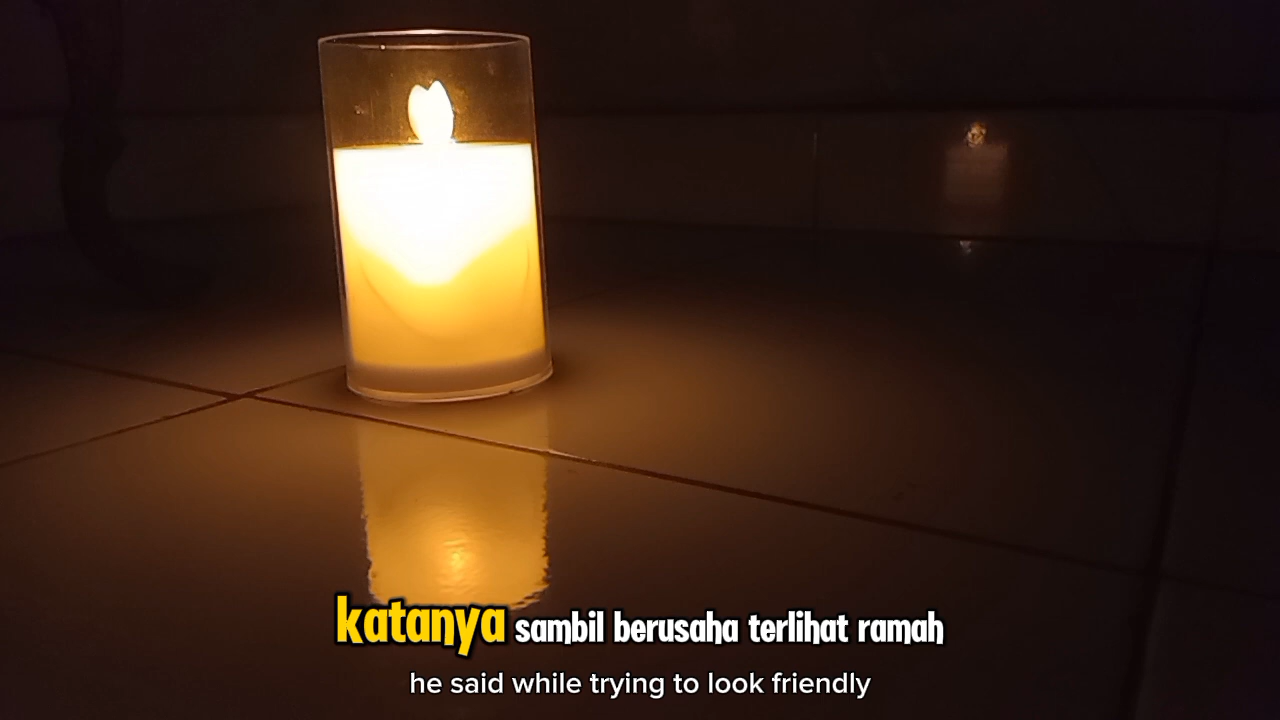 katanya sambil berusaha terlihat ramah
he said while trying to look friendly